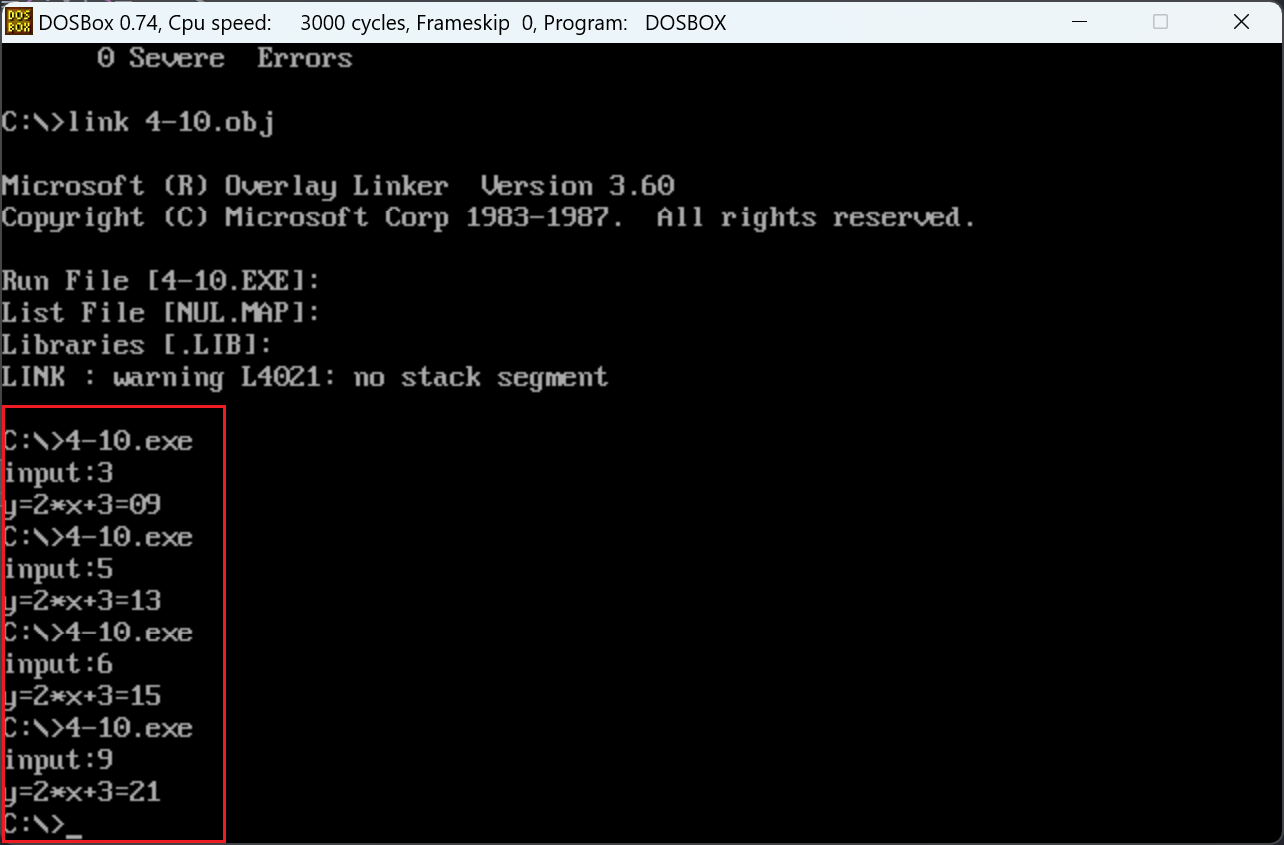 DOS BOX DOSBox 0.74, Cpu speed: 3000 cycles, Frameskip 0, Program: DOSBOX
0 Severe Errors
C:\>link 4-10.obj
Microsoft (R) Overlay Linker Version 3.60
Copyright (C) Microsoft Corp 1983-1987. All rights reserved.
Run File [4-10.EXE]:
List File [NUL.MAP]:
Libraries [.LIB]:
LINK : warning L4021: no stack segment
C:\>4-10.exe
input:3
y=2*x+3=09
C:\>4-10.exe
input:5
y=2*x+3=13
C:\>4-10.exe
input:6
y=2*x+3=15
C:\>4-10.exe
input:9
y=2*x+3=21
C:\>_